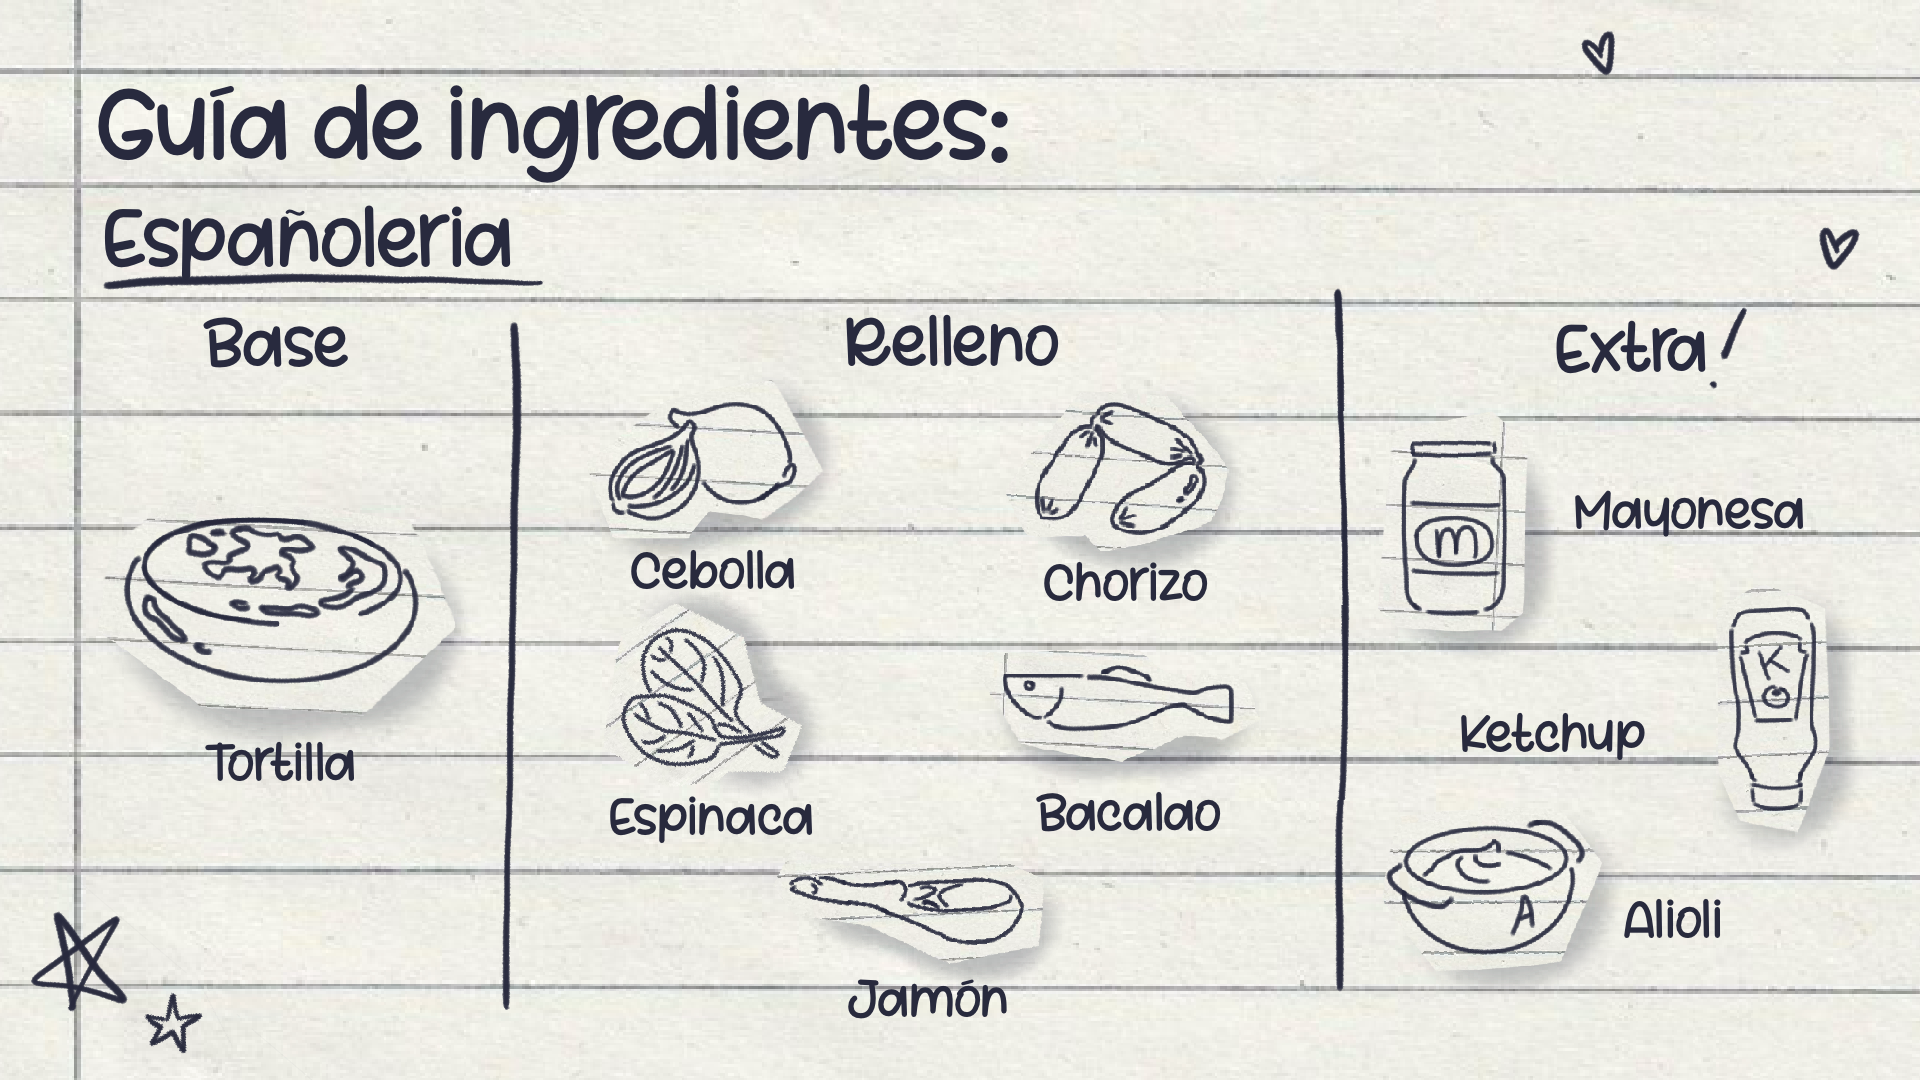 Guía de ingredientes:
Españoleria
Base
Relleno
Extra!
Cebolla
Chorizo
m
Mayonesa
Tortilla
K
Espinaca
Bacalao
Ketchup
A
Alioli
Jamón